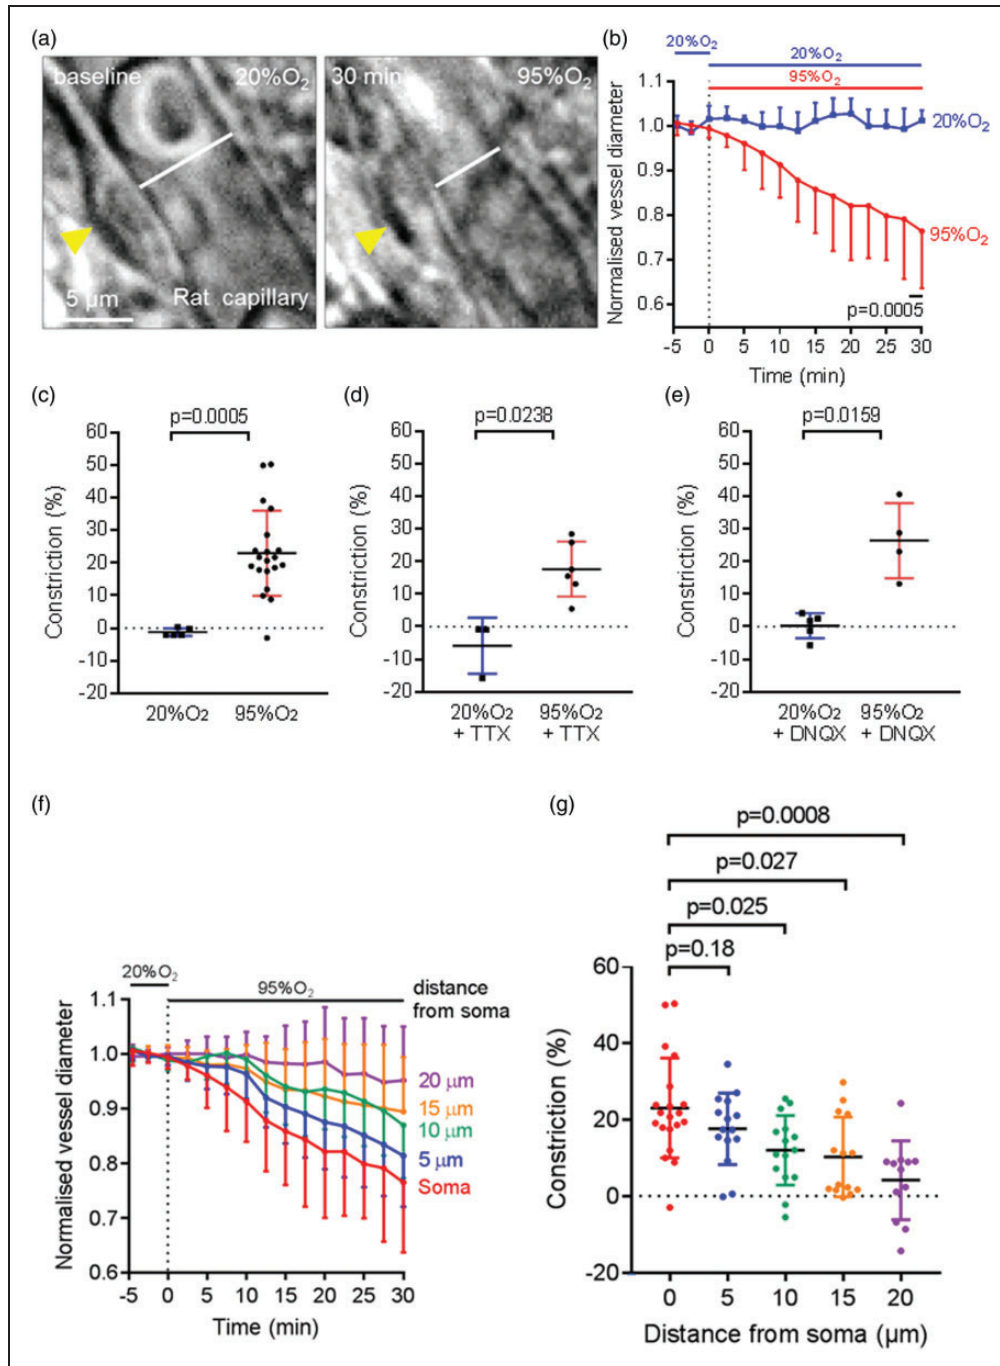 (a)
baseline
20%O₂
5 µm
Rat capillary
30 min
95%O₂
(b)
20%O₂
20%O₂
95%O₂
Normalised vessel diameter
1.1
1.0
0.9
0.8
0.7
0.6
20%O₂
95%O₂
p=0.0005
-5 0 5 10 15 20 25 30
Time (min)
(c)
p=0.0005
Constriction (%)
60
50
40
30
20
10
0
-10
-20
20%O₂ 95%O₂
(d)
p=0.0238
Constriction (%)
60
50
40
30
20
10
0
-10
-20
20%O₂ 95%O₂
+ TTX + TTX
(e)
p=0.0159
Constriction (%)
60
50
40
30
20
10
0
-10
-20
20%O₂ 95%O₂
+ DNQX + DNQX
(f)
20%O₂
95%O₂
distance
from soma
Normalised vessel diameter
1.1
1.0
0.9
0.8
0.7
0.6
20 µm
15 µm
10 µm
5 µm
Soma
-5 0 5 10 15 20 25 30
Time (min)
(g)
p=0.0008
p=0.027
p=0.025
p=0.18
Constriction (%)
60
40
20
0
-20
0 5 10 15 20
Distance from soma (µm)